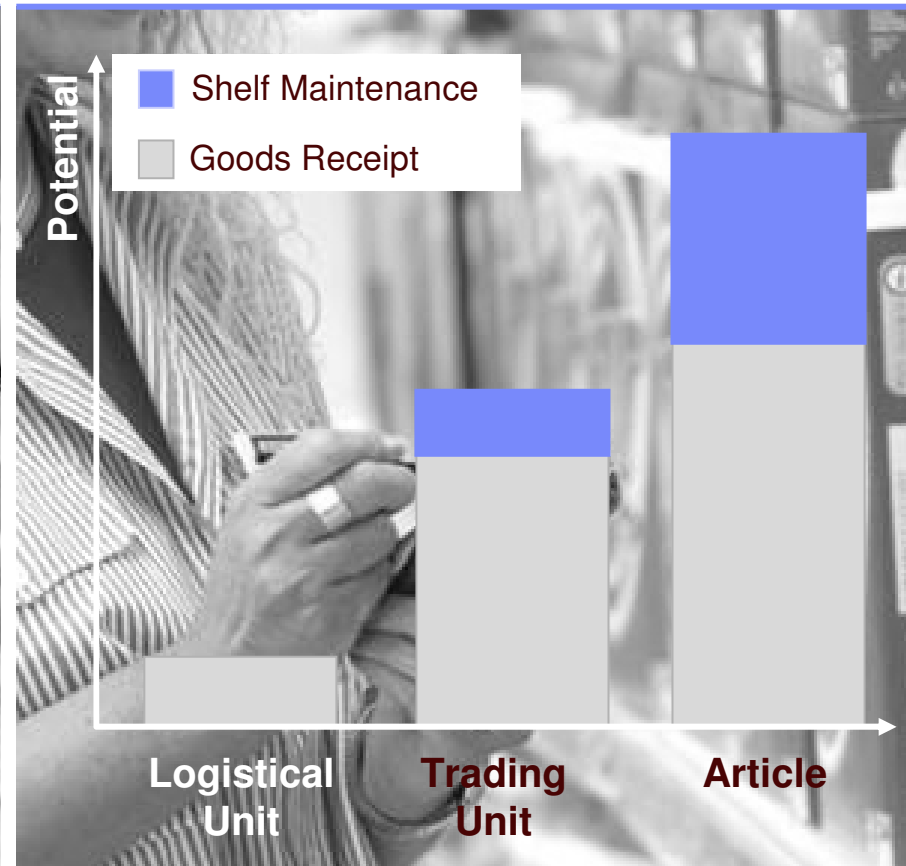 Potential
Shelf Maintenance
Goods Receipt
Logistical
Unit
Trading
Unit
Article